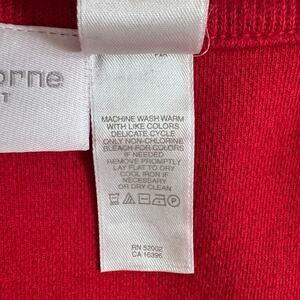 orne
T
MACHINE WASH WARM
WITH LIKE COLORS
DELICATE CYCLE
ONLY NON-CHLORINE
BLEACH FOR COLORS
IF NEEDED
REMOVE PROMPTLY
LAY FLAT TO DRY
COOL IRON IF
NECESSARY
OR DRY CLEAN
RN 52002
CA 16396